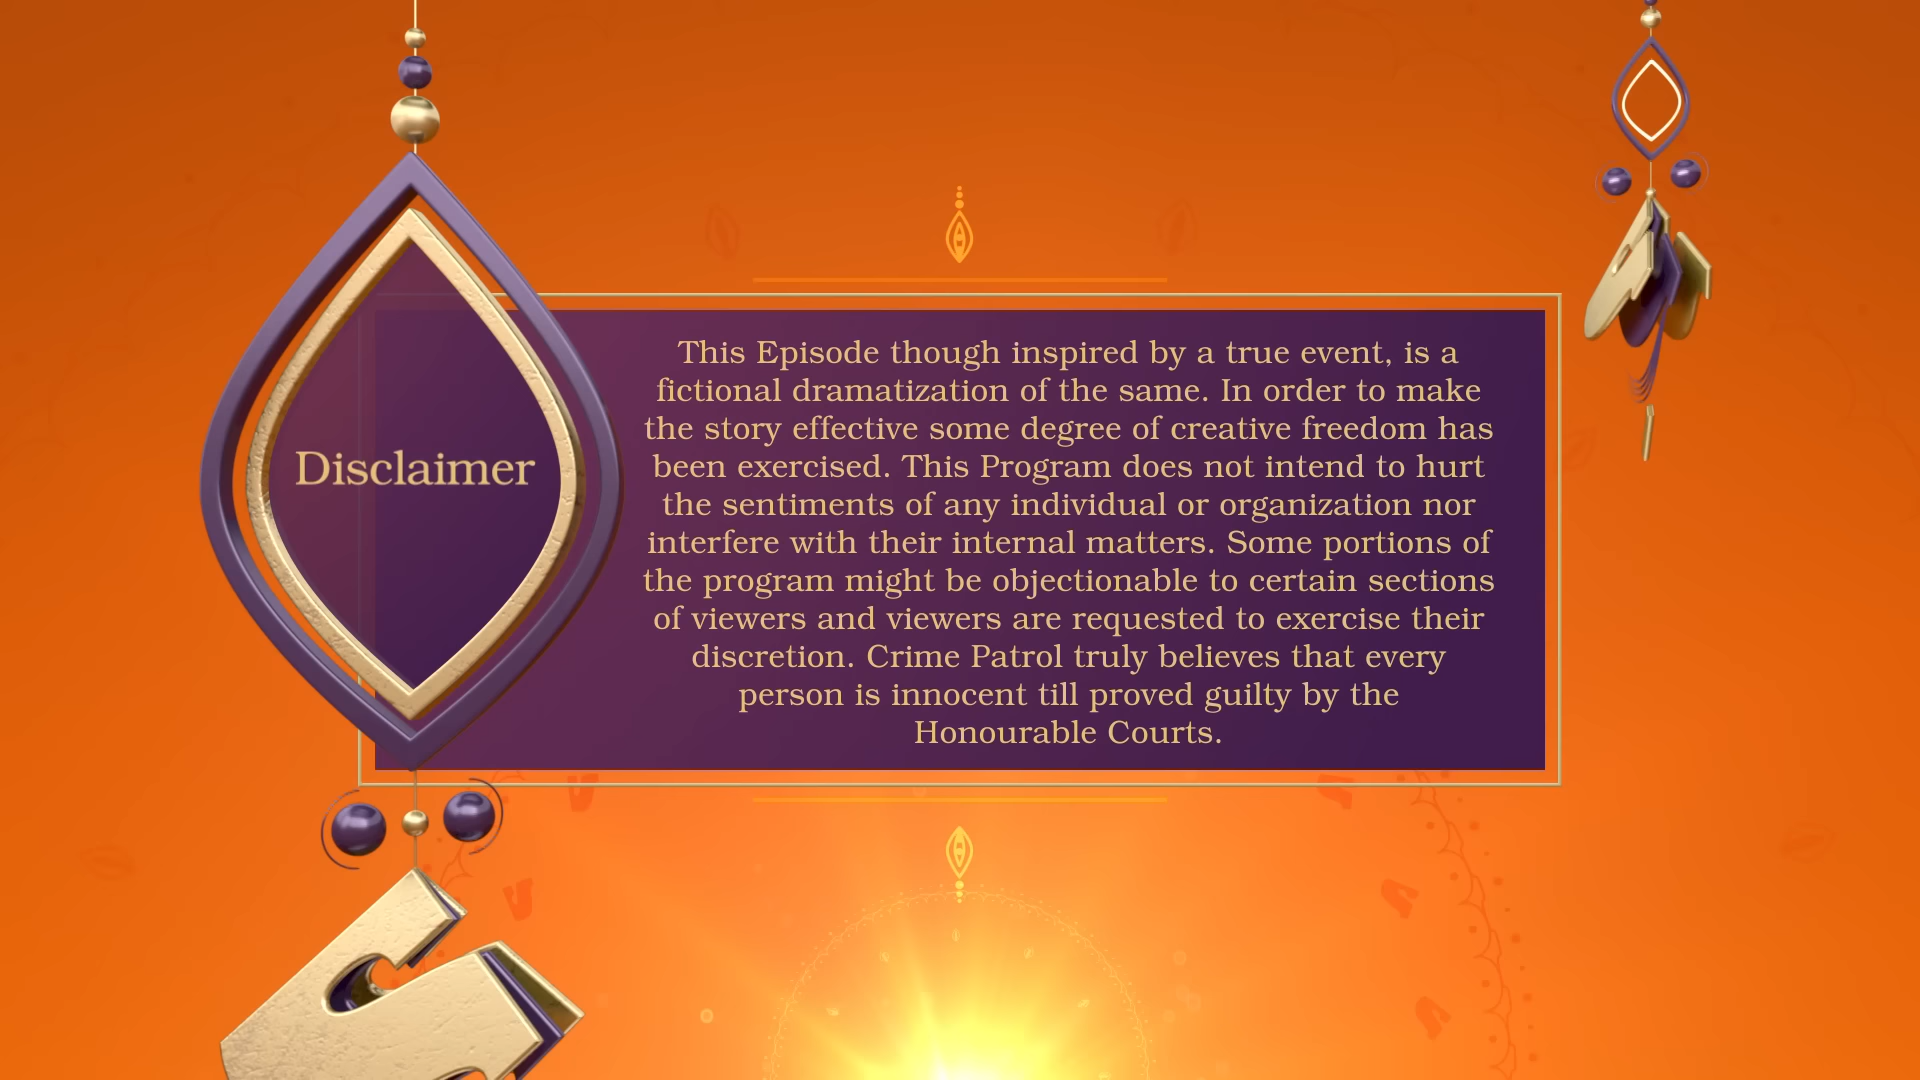 Disclaimer
This Episode though inspired by a true event, is a
fictional dramatization of the same. In order to make
the story effective some degree of creative freedom has
been exercised. This Program does not intend to hurt
the sentiments of any individual or organization nor
interfere with their internal matters. Some portions of
the program might be objectionable to certain sections
of viewers and viewers are requested to exercise their
discretion. Crime Patrol truly believes that every
person is innocent till proved guilty by the
Honourable Courts.